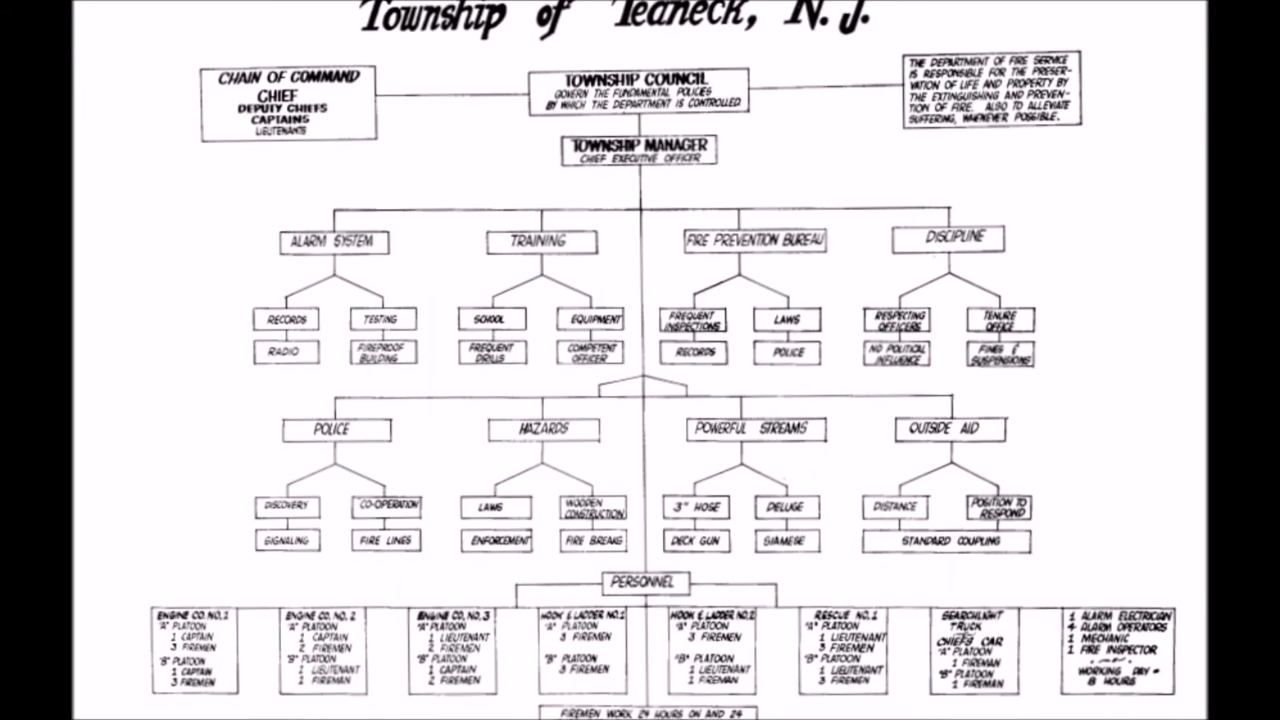 Township of Teaneck, N. J.
CHAIN OF COMMAND
CHIEF
DEPUTY CHIEFS
CAPTAINS
LIEUTENANTS
TOWNSHIP COUNCIL
GOVERN THE FUNDAMENTAL POLICES
BY WHICH THE DEPARTMENT IS CONTROLLED
THE DEPARTMENT OF FIRE SERVICE
IS RESPONSIBLE FOR THE PRESER-
VATION OF LIFE AND PROPERTY BY
THE EXTINGUISHING AND PREVEN-
TION OF FIRE. ALSO TO ALLEVIATE
SUFFERING, WHENEVER POSSIBLE.
TOWNSHIP MANAGER
CHIEF EXECUTIVE OFFICER
ALARM SYSTEM
TRAINING
FIRE PREVENTION BUREAU
DISCIPLINE
RECORDS
TESTING
SCHOOL
EQUIPMENT
FREQUENT
INSPECTIONS
LAWS
RESPECTING
OFFICERS
TENURE
OFFICE
RADIO
FIREPROOF
BUILDING
FREQUENT
DRILLS
COMPETENT
OFFICER
RECORDS
POLICE
NO POLITICAL
INFLUENCE
FINES &
SUSPENSIONS
POLICE
HAZARDS
POWERFUL STREAMS
OUTSIDE AID
DISCOVERY
CO-OPERATION
LAWS
WOODEN
CONSTRUCTION
3" HOSE
DELUGE
DISTANCE
POSITION TO
RESPOND
SIGNALING
FIRE LINES
ENFORCEMENT
FIRE BREAKS
DECK GUN
SIAMESE
STANDARD COUPLING
PERSONNEL
ENGINE CO. NO. 1
"A" PLATOON
1 CAPTAIN
3 FIREMEN
"B" PLATOON
1 CAPTAIN
3 FIREMEN
ENGINE CO. NO. 2
"A" PLATOON
1 CAPTAIN
2 FIREMEN
"B" PLATOON
1 LIEUTENANT
1 FIREMAN
ENGINE CO. NO. 3
"A" PLATOON
1 LIEUTENANT
2 FIREMEN
"B" PLATOON
1 CAPTAIN
2 FIREMEN
HOOK & LADDER NO. 1
"A" PLATOON
3 FIREMEN
"B" PLATOON
3 FIREMEN
HOOK & LADDER NO. 2
"A" PLATOON
3 FIREMEN
"B" PLATOON
1 LIEUTENANT
1 FIREMAN
RESCUE NO. 1
"A" PLATOON
1 LIEUTENANT
3 FIREMEN
"B" PLATOON
1 LIEUTENANT
3 FIREMEN
SEARCHLIGHT
TRUCK
CHIEFS CAR
"A" PLATOON
1 FIREMAN
"B" PLATOON
1 FIREMAN
1 ALARM ELECTRICIAN
4 ALARM OPERATORS
1 MECHANIC
1 FIRE INSPECTOR
WORKING DAY =
8 HOURS
FIREMEN WORK 24 HOURS ON AND 24